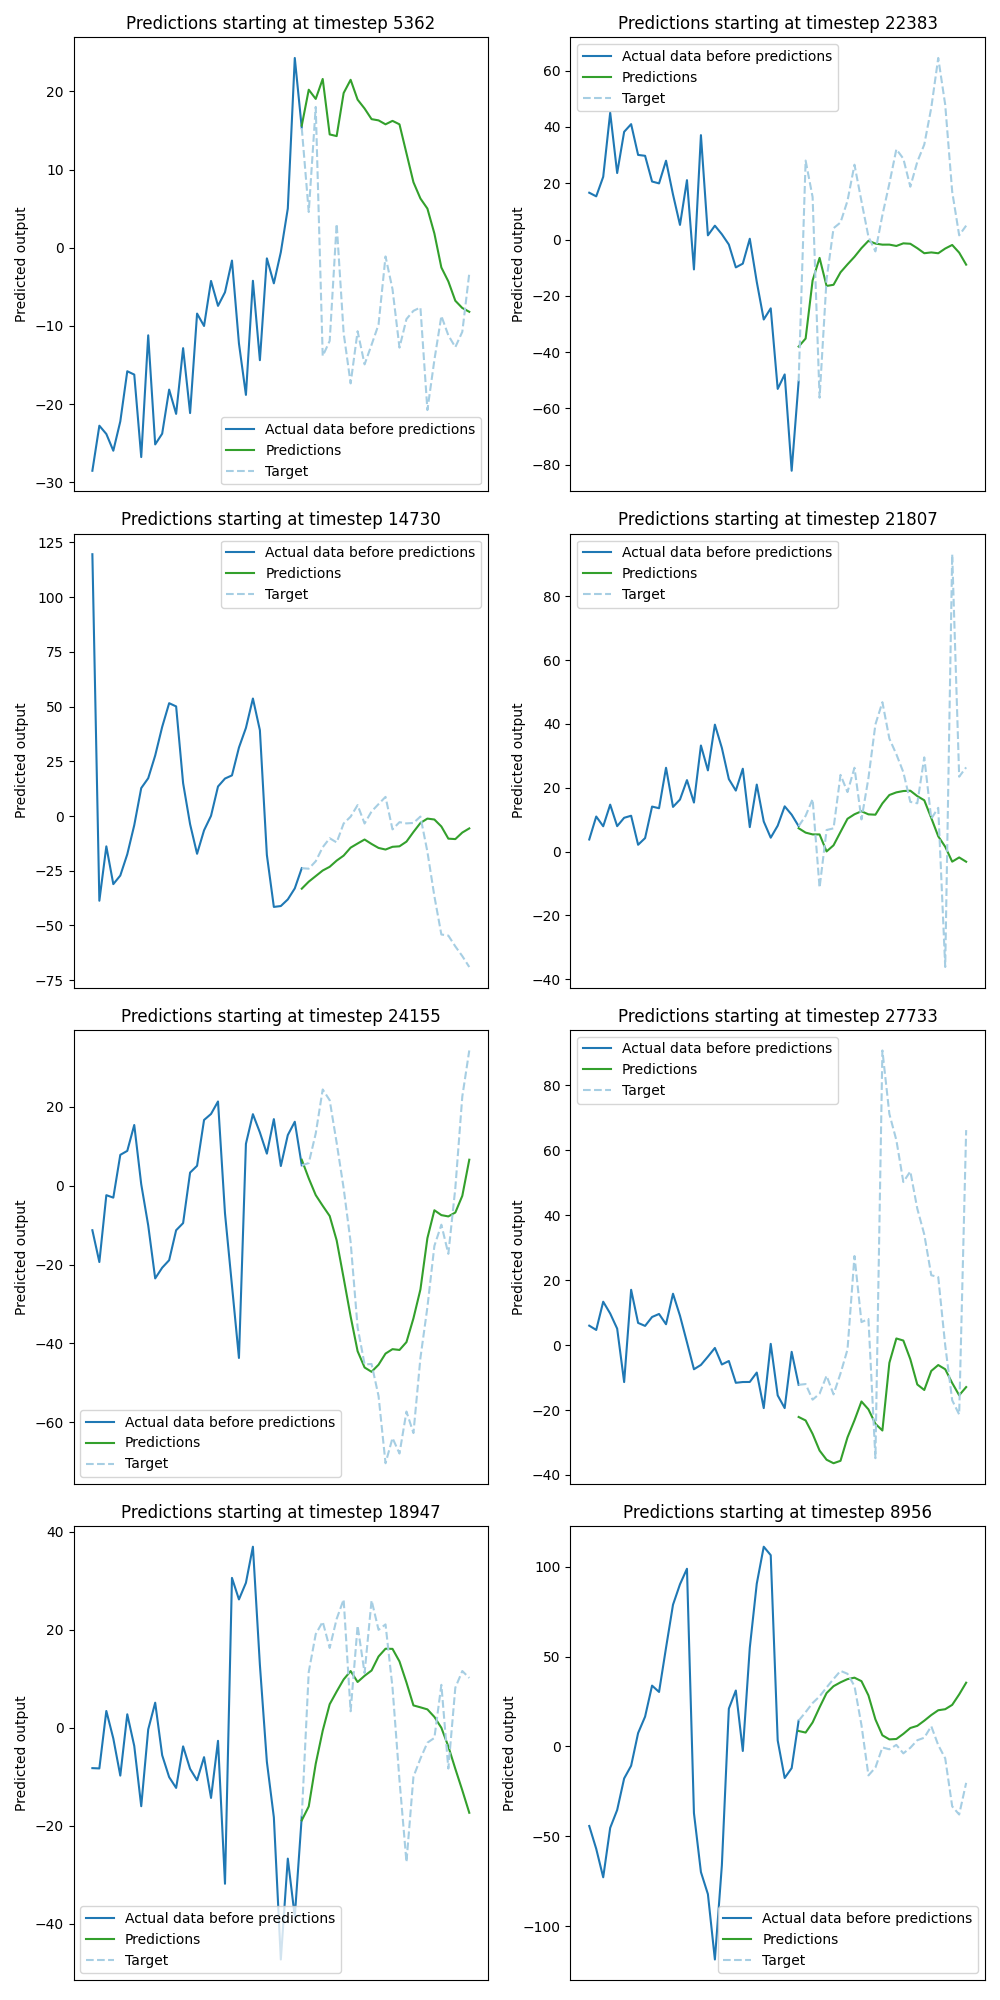 Predictions starting at timestep 5362
20
10
0
−10
−20
−30
Predicted output
Actual data before predictions
Predictions
Target
Predictions starting at timestep 22383
60
40
20
0
−20
−40
−60
−80
Predicted output
Actual data before predictions
Predictions
Target
Predictions starting at timestep 14730
125
100
75
50
25
0
−25
−50
−75
Predicted output
Actual data before predictions
Predictions
Target
Predictions starting at timestep 21807
80
60
40
20
0
−20
−40
Predicted output
Actual data before predictions
Predictions
Target
Predictions starting at timestep 24155
20
0
−20
−40
−60
Predicted output
Actual data before predictions
Predictions
Target
Predictions starting at timestep 27733
80
60
40
20
0
−20
−40
Predicted output
Actual data before predictions
Predictions
Target
Predictions starting at timestep 18947
40
20
0
−20
−40
Predicted output
Actual data before predictions
Predictions
Target
Predictions starting at timestep 8956
100
50
0
−50
−100
Predicted output
Actual data before predictions
Predictions
Target